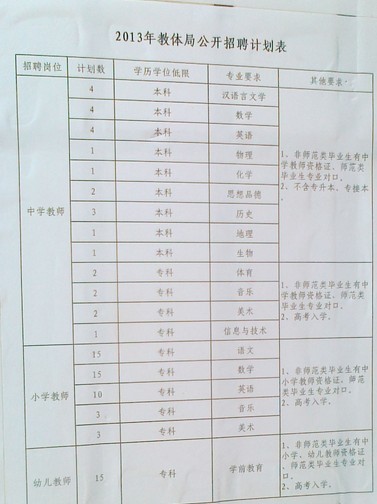 2013年教体局公开招聘计划表
招聘岗位 计划数 学历学位低限 专业要求 其他要求
中学教师
4 本科 汉语言文学
4 本科 数学
4 本科 英语
1 本科 物理
1 本科 化学
2 本科 思想品德
3 本科 历史
1 本科 地理
1 本科 生物
1、非师范类毕业生有中
学教师资格证，师范类
毕业生专业对口。
2、不含专升本、专接本
2 专科 体育
2 专科 音乐
2 专科 美术
1 专科 信息与技术
1、非师范类毕业生有中
学教师资格证，师范类
毕业生专业对口。
2、高考入学。
小学教师
15 专科 语文
15 专科 数学
10 专科 英语
3 专科 音乐
3 专科 美术
1、非师范类毕业生有中
小学教师资格证，师范
类毕业生专业对口。
2、高考入学。
幼儿教师 15 专科 学前教育
1、非师范类毕业生有中
小学、幼儿教师资格证
，师范类毕业生专业对
口。
2、高考入学。